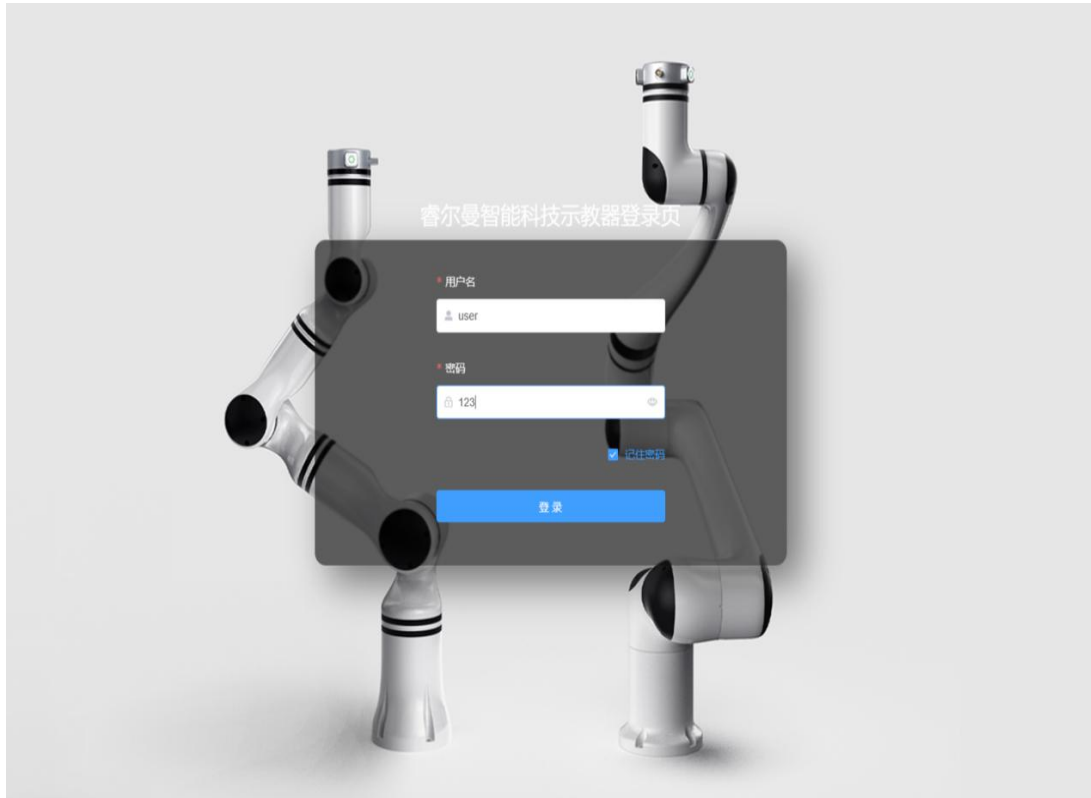 睿尔曼智能科技示教器登录页
* 用户名
user
* 密码
123
记住密码
登 录